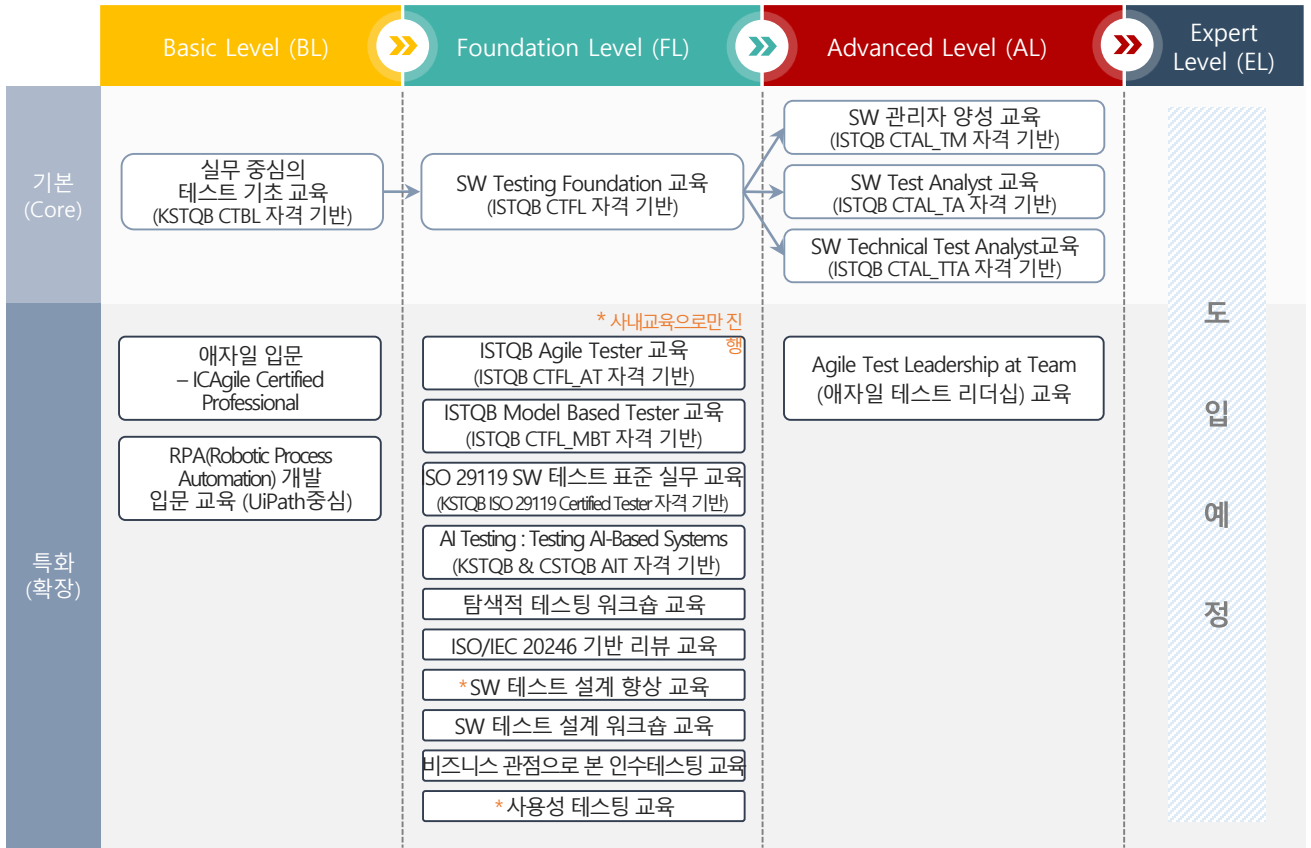 Basic Level (BL)
Foundation Level (FL)
Advanced Level (AL)
Expert
Level (EL)
기본
(Core)
실무 중심의
테스트 기초 교육
(KSTQB CTBL 자격 기반)
SW Testing Foundation 교육
(ISTQB CTFL 자격 기반)
SW 관리자 양성 교육
(ISTQB CTAL_TM 자격 기반)
SW Test Analyst 교육
(ISTQB CTAL_TA 자격 기반)
SW Technical Test Analyst교육
(ISTQB CTAL_TTA 자격 기반)
특화
(확장)
애자일 입문
– ICAgile Certified
Professional
RPA(Robotic Process
Automation) 개발
입문 교육 (UiPath중심)
* 사내교육으로만 진
행
ISTQB Agile Tester 교육
(ISTQB CTFL_AT 자격 기반)
ISTQB Model Based Tester 교육
(ISTQB CTFL_MBT 자격 기반)
ISO 29119 SW 테스트 표준 실무 교육
(KSTQB ISO 29119 Certified Tester 자격 기반)
AI Testing : Testing AI-Based Systems
(KSTQB & CSTQB AIT 자격 기반)
탐색적 테스팅 워크숍 교육
ISO/IEC 20246 기반 리뷰 교육
*SW 테스트 설계 향상 교육
SW 테스트 설계 워크숍 교육
비즈니스 관점으로 본 인수테스팅 교육
*사용성 테스팅 교육
Agile Test Leadership at Team
(애자일 테스트 리더십) 교육
도
입
예
정